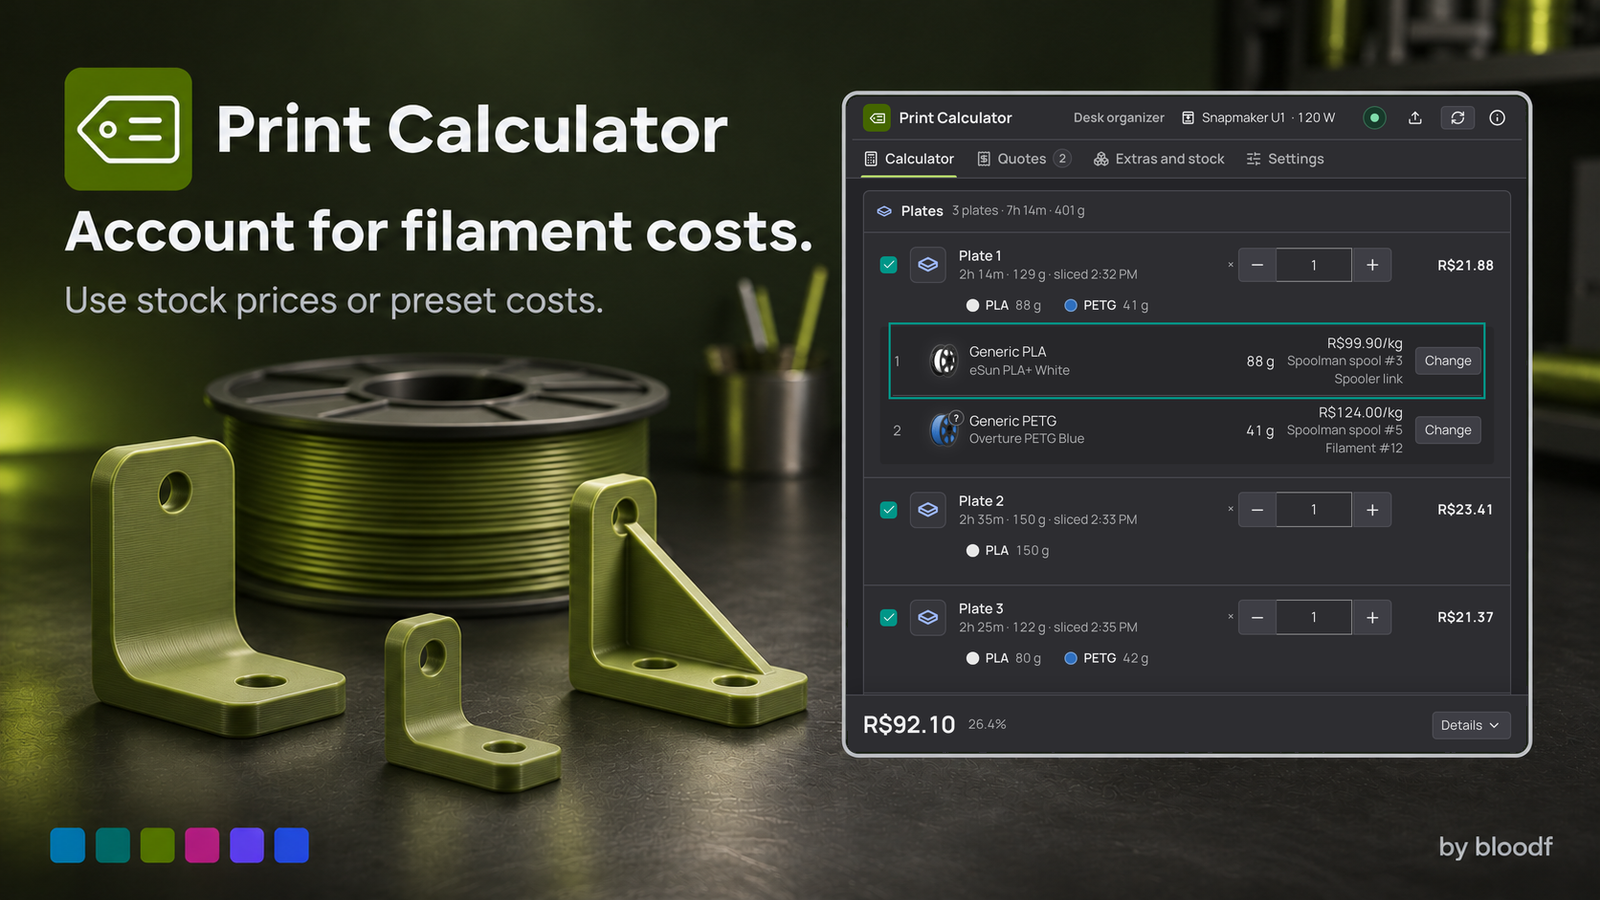 Print Calculator
Account for filament costs.
Use stock prices or preset costs.
Print Calculator
Desk organizer
Snapmaker U1 · 120 W
Calculator
Quotes 2
Extras and stock
Settings
Plates 3 plates · 7h 14m · 401 g
Plate 1
2h 14m · 129 g · sliced 2:32 PM
× − 1 +
R$21.88
PLA 88 g PETG 41 g
1
Generic PLA
eSun PLA+ White
88 g
R$99.90/kg
Spoolman spool #3
Spooler link
Change
2
?
Generic PETG
Overture PETG Blue
41 g
R$124.00/kg
Spoolman spool #5
Filament #12
Change
Plate 2
2h 35m · 150 g · sliced 2:33 PM
× − 1 +
R$23.41
PLA 150 g
Plate 3
2h 25m · 122 g · sliced 2:35 PM
× − 1 +
R$21.37
PLA 80 g PETG 42 g
R$92.10 26.4%
Details
by bloodf